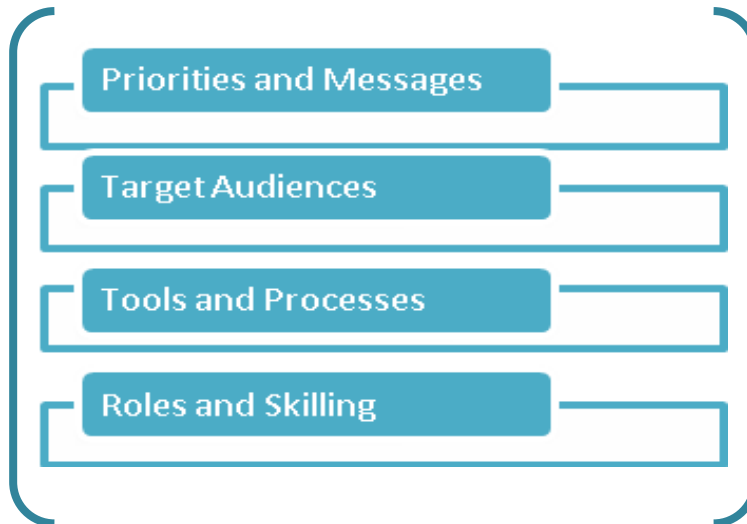 Priorities and Messages
Target Audiences
Tools and Processes
Roles and Skilling